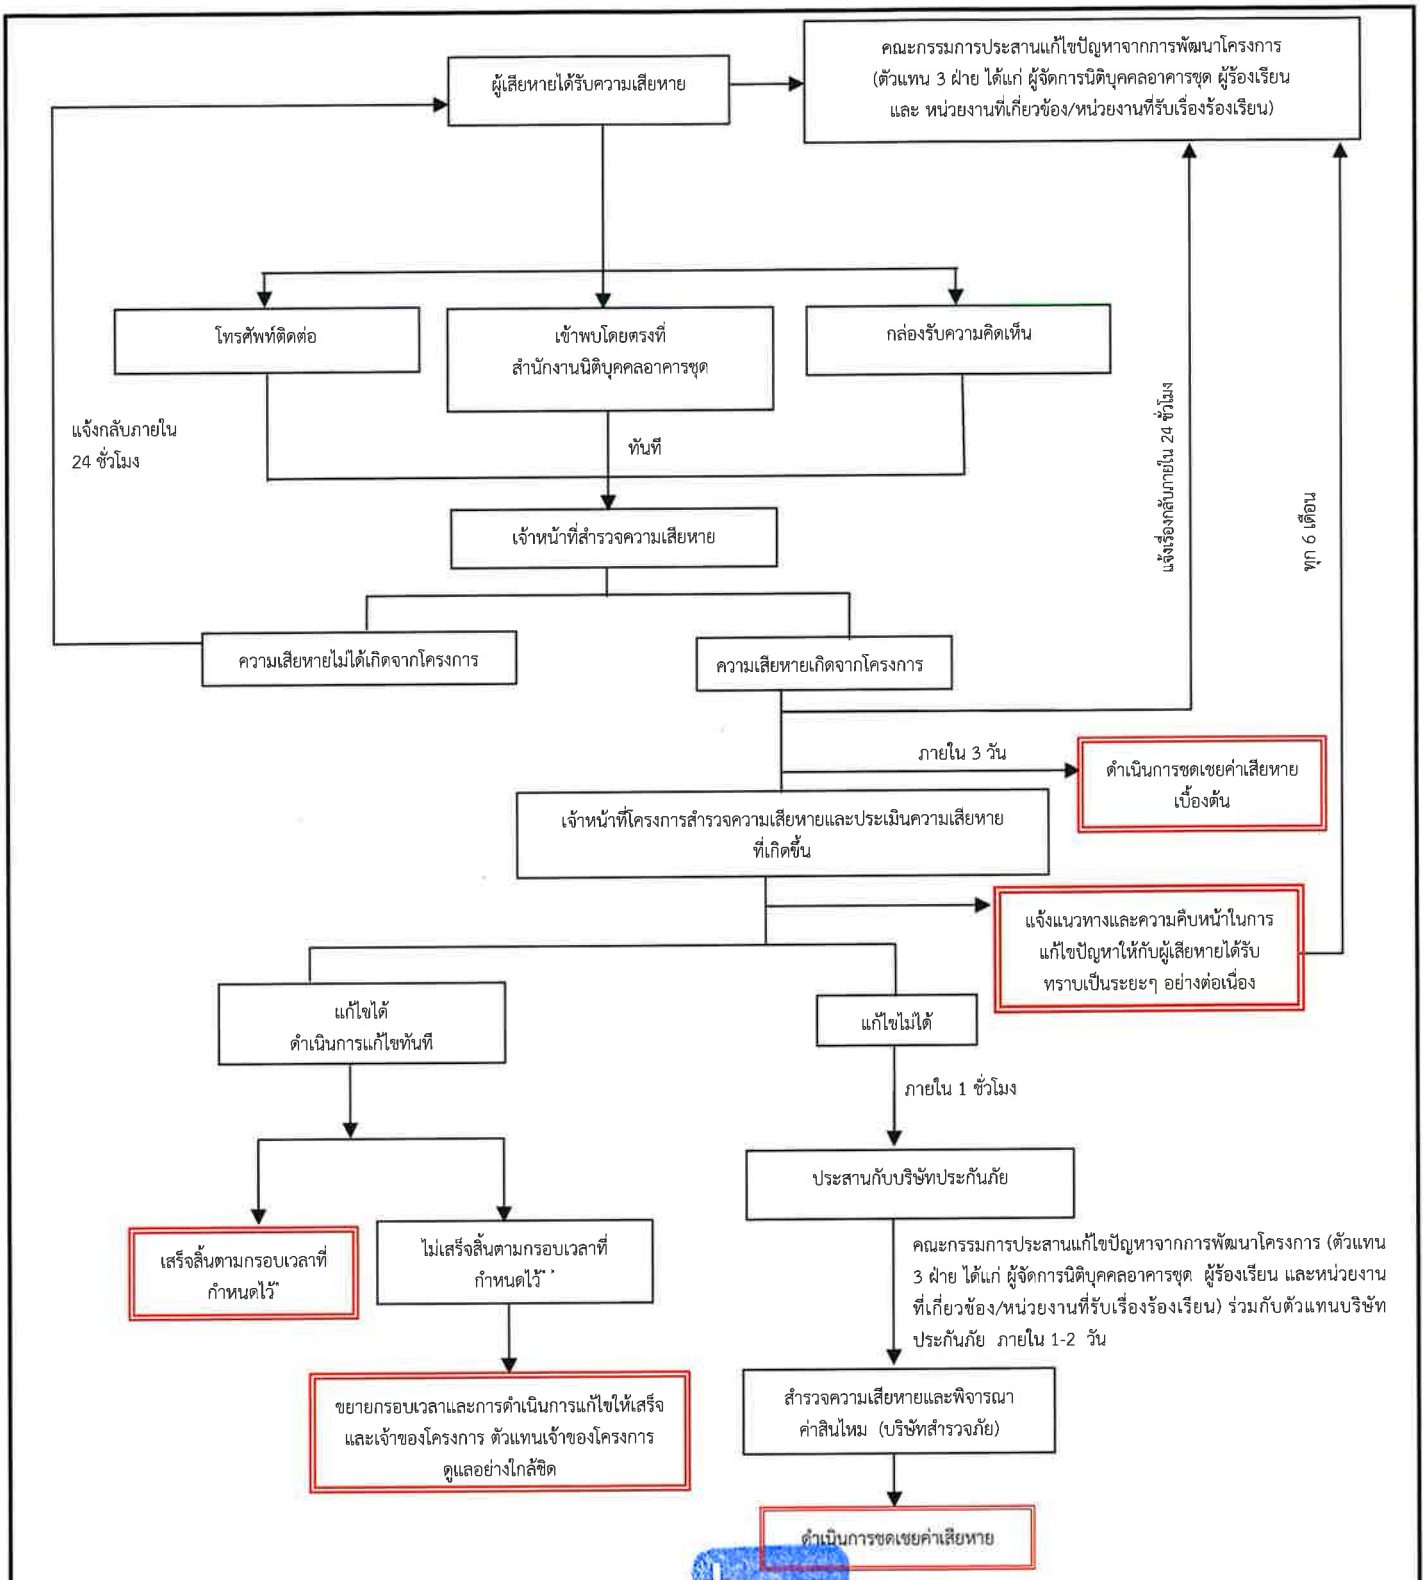 คณะกรรมการประสานแก้ไขปัญหาจากการพัฒนาโครงการ
(ตัวแทน 3 ฝ่าย ได้แก่ ผู้จัดการนิติบุคคลอาคารชุด ผู้ร้องเรียน
และ หน่วยงานที่เกี่ยวข้อง/หน่วยงานที่รับเรื่องร้องเรียน)
ผู้เสียหายได้รับความเสียหาย
โทรศัพท์ติดต่อ
เข้าพบโดยตรงที่
สำนักงานนิติบุคคลอาคารชุด
กล่องรับความคิดเห็น
แจ้งกลับภายใน
24 ชั่วโมง
ทันที
แจ้งเรื่องกลับภายใน 24 ชั่วโมง
ทุก 6 เดือน
เจ้าหน้าที่สำรวจความเสียหาย
ความเสียหายไม่ได้เกิดจากโครงการ
ความเสียหายเกิดจากโครงการ
ภายใน 3 วัน
ดำเนินการชดเชยค่าเสียหาย
เบื้องต้น
เจ้าหน้าที่โครงการสำรวจความเสียหายและประเมินความเสียหาย
ที่เกิดขึ้น
แจ้งแนวทางและความคืบหน้าในการ
แก้ไขปัญหาให้กับผู้เสียหายได้รับ
ทราบเป็นระยะๆ อย่างต่อเนื่อง
แก้ไขได้
ดำเนินการแก้ไขทันที
แก้ไขไม่ได้
ภายใน 1 ชั่วโมง
ประสานกับบริษัทประกันภัย
เสร็จสิ้นตามกรอบเวลาที่
กำหนดไว้*
ไม่เสร็จสิ้นตามกรอบเวลาที่
กำหนดไว้**
คณะกรรมการประสานแก้ไขปัญหาจากการพัฒนาโครงการ (ตัวแทน
3 ฝ่าย ได้แก่ ผู้จัดการนิติบุคคลอาคารชุด ผู้ร้องเรียน และหน่วยงาน
ที่เกี่ยวข้อง/หน่วยงานที่รับเรื่องร้องเรียน) ร่วมกับตัวแทนบริษัท
ประกันภัย ภายใน 1-2 วัน
ขยายกรอบเวลาและการดำเนินการแก้ไขให้เสร็จ
และเจ้าของโครงการ ตัวแทนเจ้าของโครงการ
ดูแลอย่างใกล้ชิด
สำรวจความเสียหายและพิจารณา
ค่าสินไหม (บริษัทสำรวจภัย)
ดำเนินการชดเชยค่าเสียหาย